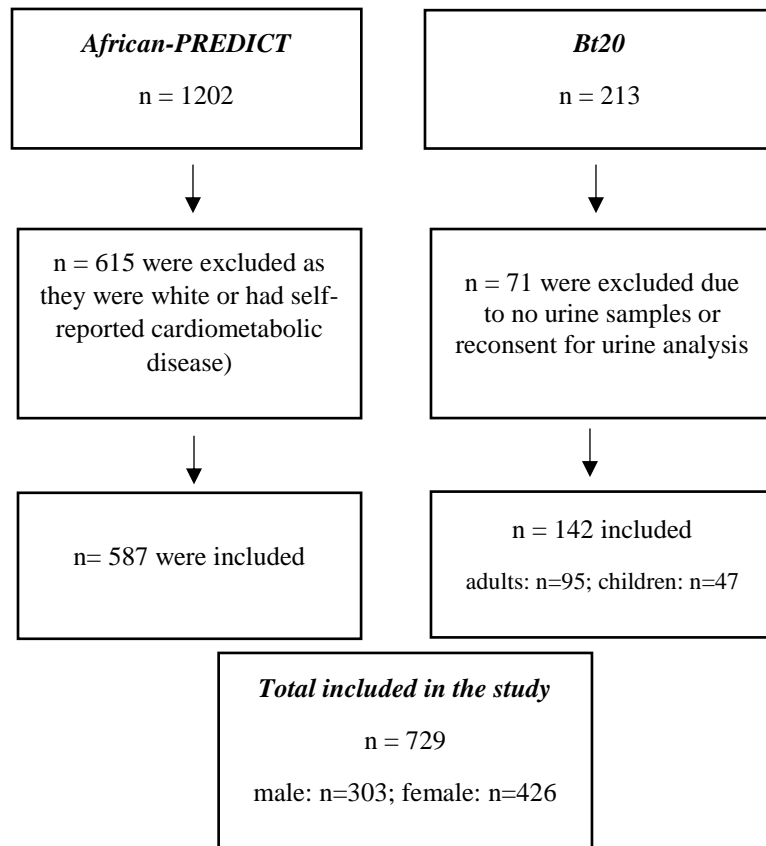 African-PREDICT
n = 1202
Bt20
n = 213
n = 615 were excluded as
they were white or had self-
reported cardiometabolic
disease)
n = 71 were excluded due
to no urine samples or
reconsent for urine analysis
n= 587 were included
n = 142 included
adults: n=95; children: n=47
Total included in the study
n = 729
male: n=303; female: n=426